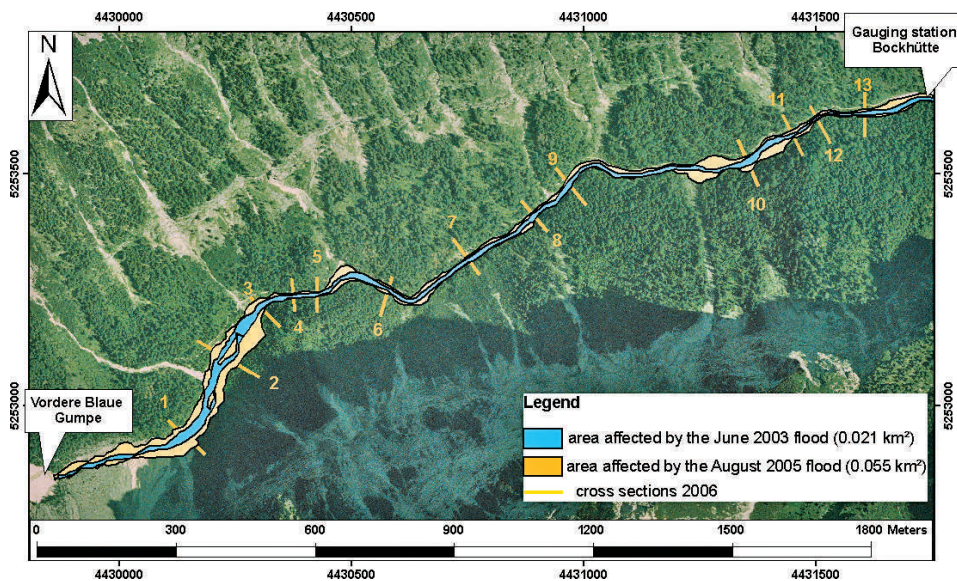 4430000 4430500 4431000 4431500
Gauging station
Bockhütte
N
13
11
12
9
10
5253500
5253500
7
8
5
3
6
4
2
1
Vordere Blaue
Gumpe
5253000
5253000
Legend
area affected by the June 2003 flood (0.021 km²)
area affected by the August 2005 flood (0.055 km²)
cross sections 2006
0 300 600 900 1200 1500 1800 Meters
4430000 4430500 4431000 4431500